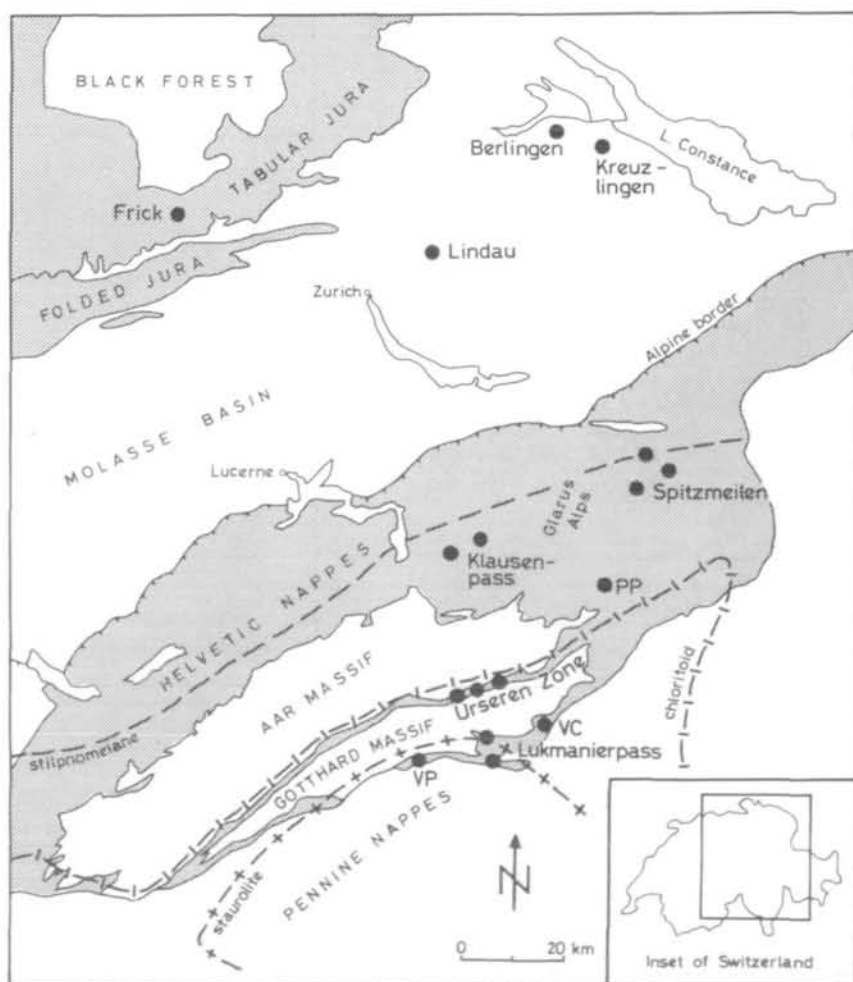 BLACK FOREST
TABULAR JURA
L. Constance
Berlingen
Kreuz-
lingen
Frick
Lindau
FOLDED JURA
Zurich
Alpine border
MOLASSE BASIN
Lucerne
Spitzmeilen
Glarus
Alps
Klausen-
pass
PP
HELVETIC NAPPES
chloritoid
AAR MASSIF
Urseren Zone
stilpnomelane
VC
GOTTHARD MASSIF
Lukmanierpass
VP
PENNINE NAPPES
staurolite
N
0 20 km
Inset of Switzerland